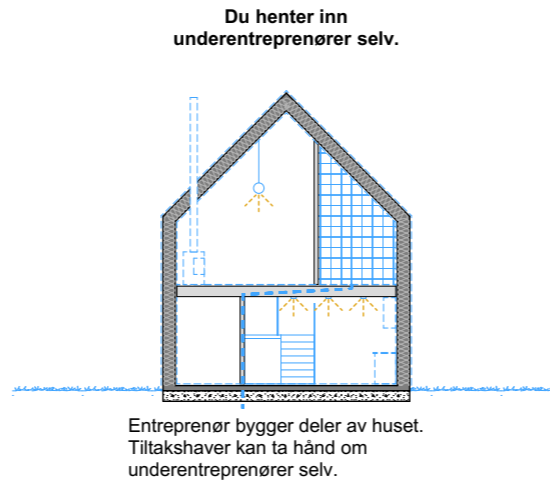 Du henter inn
underentreprenører selv.
Entreprenør bygger deler av huset.
Tiltakshaver kan ta hånd om
underentreprenører selv.